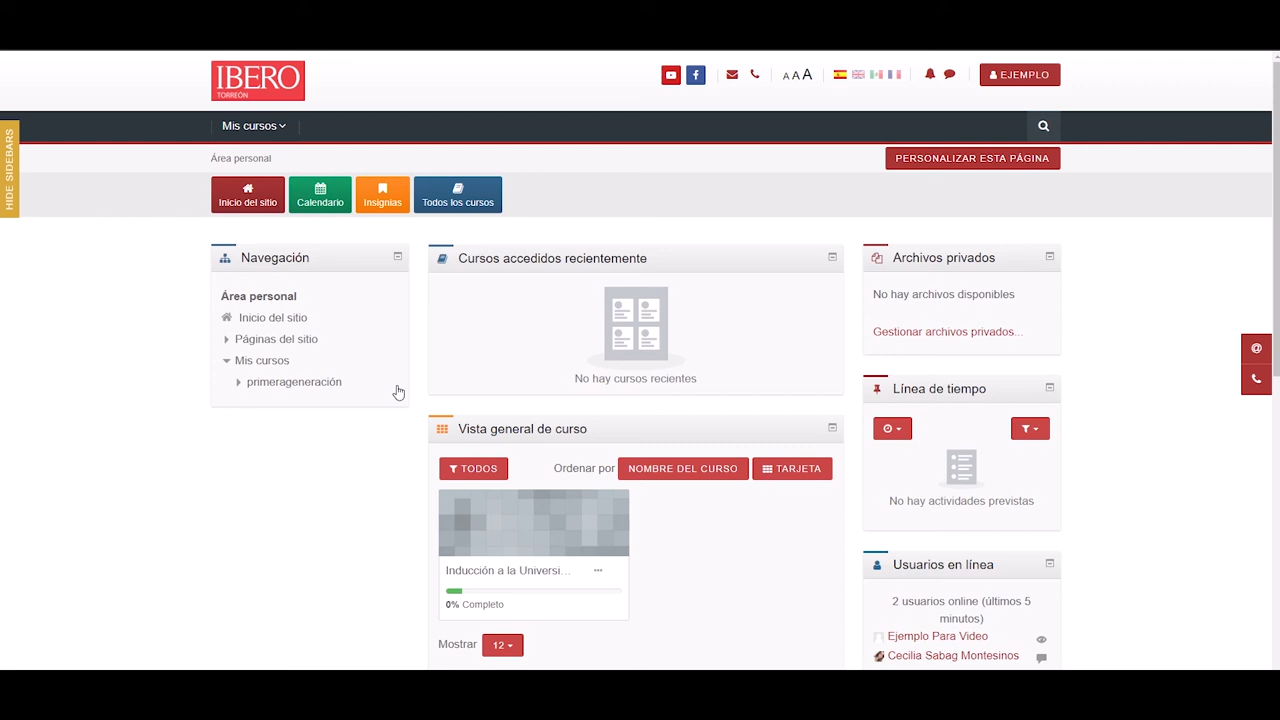 IBERO
TORREÓN
A A A
EJEMPLO
Mis cursos
HIDE SIDEBARS
Área personal
PERSONALIZAR ESTA PÁGINA
Inicio del sitio
Calendario
Insignias
Todos los cursos
Navegación
Área personal
Inicio del sitio
Páginas del sitio
Mis cursos
primerageneración
Cursos accedidos recientemente
No hay cursos recientes
Vista general de curso
TODOS
Ordenar por
NOMBRE DEL CURSO
TARJETA
Inducción a la Universi...
0% Completo
Mostrar
12
Archivos privados
No hay archivos disponibles
Gestionar archivos privados...
Línea de tiempo
No hay actividades previstas
Usuarios en línea
2 usuarios online (últimos 5
minutos)
Ejemplo Para Video
Cecilia Sabag Montesinos